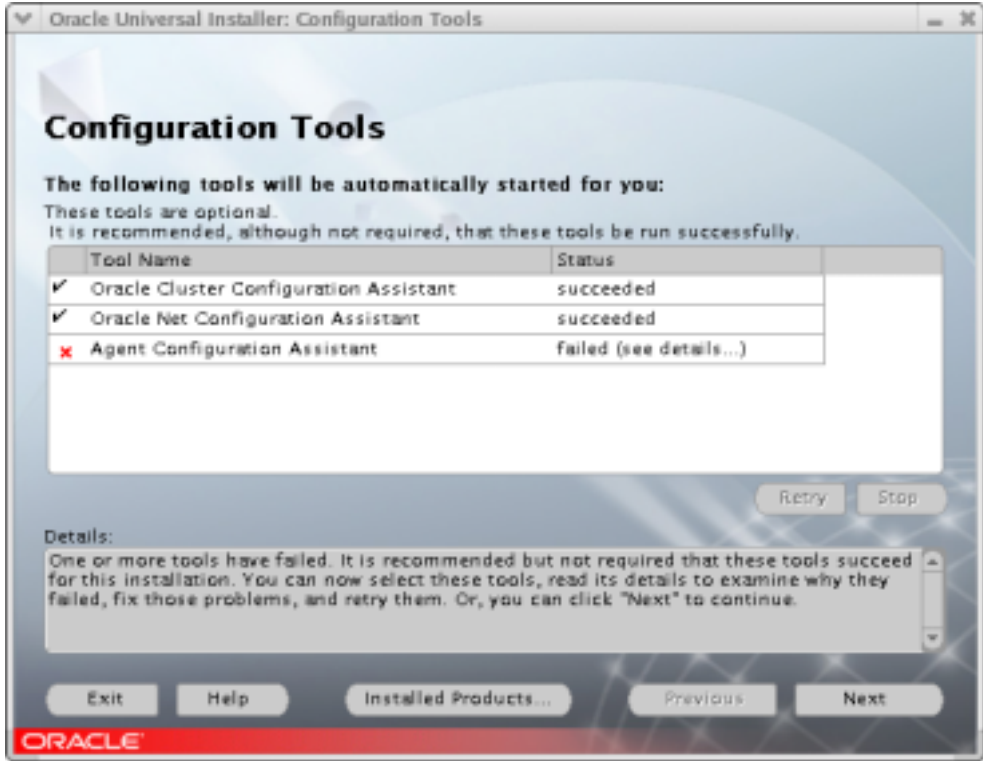 Oracle Universal Installer: Configuration Tools
Configuration Tools
The following tools will be automatically started for you:
These tools are optional.
It is recommended, although not required, that these tools be run successfully.
Tool Name Status
Oracle Cluster Configuration Assistant succeeded
Oracle Net Configuration Assistant succeeded
Agent Configuration Assistant failed (see details...)
Retry Stop
Details:
One or more tools have failed. It is recommended but not required that these tools succeed
for this installation. You can now select these tools, read its details to examine why they
failed, fix those problems, and retry them. Or, you can click "Next" to continue.
Exit Help Installed Products... Previous Next
ORACLE